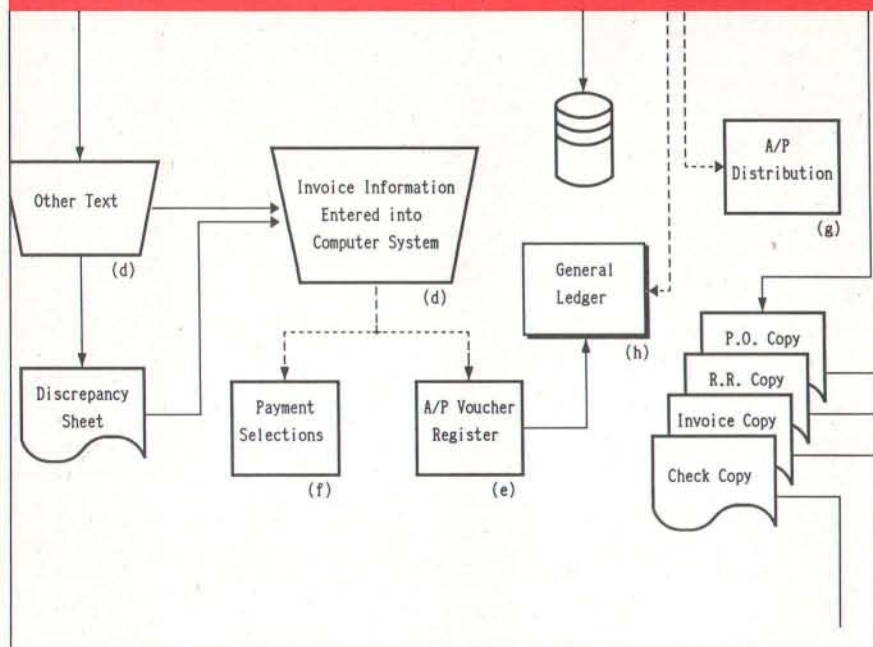 A/P
Distribution
(g)
Other Text
(d)
Invoice Information
Entered into
Computer System
(d)
General
Ledger
(h)
P.O. Copy
R.R. Copy
Invoice Copy
Check Copy
Discrepancy
Sheet
Payment
Selections
(f)
A/P Voucher
Register
(e)